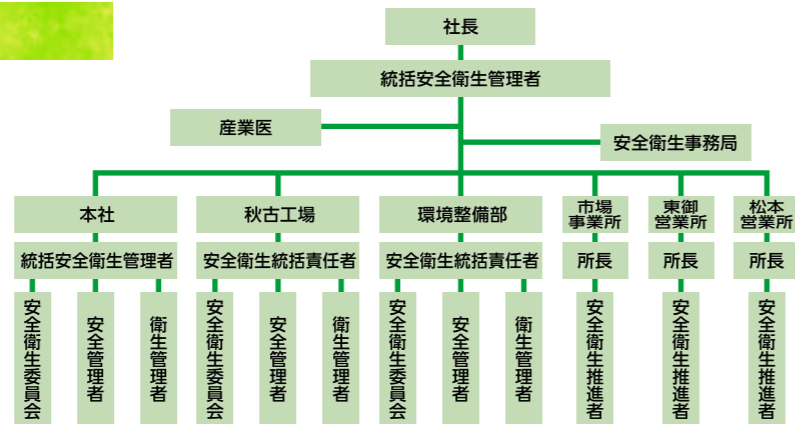 社長
統括安全衛生管理者
産業医
安全衛生事務局
本社
秋古工場
環境整備部
市場
事業所
東御
営業所
松本
営業所
統括安全衛生管理者
安全衛生統括責任者
安全衛生統括責任者
所長
所長
所長
安全衛生委員会
安全管理者
衛生管理者
安全衛生委員会
安全管理者
衛生管理者
安全衛生委員会
安全管理者
衛生管理者
安全衛生推進者
安全衛生推進者
安全衛生推進者